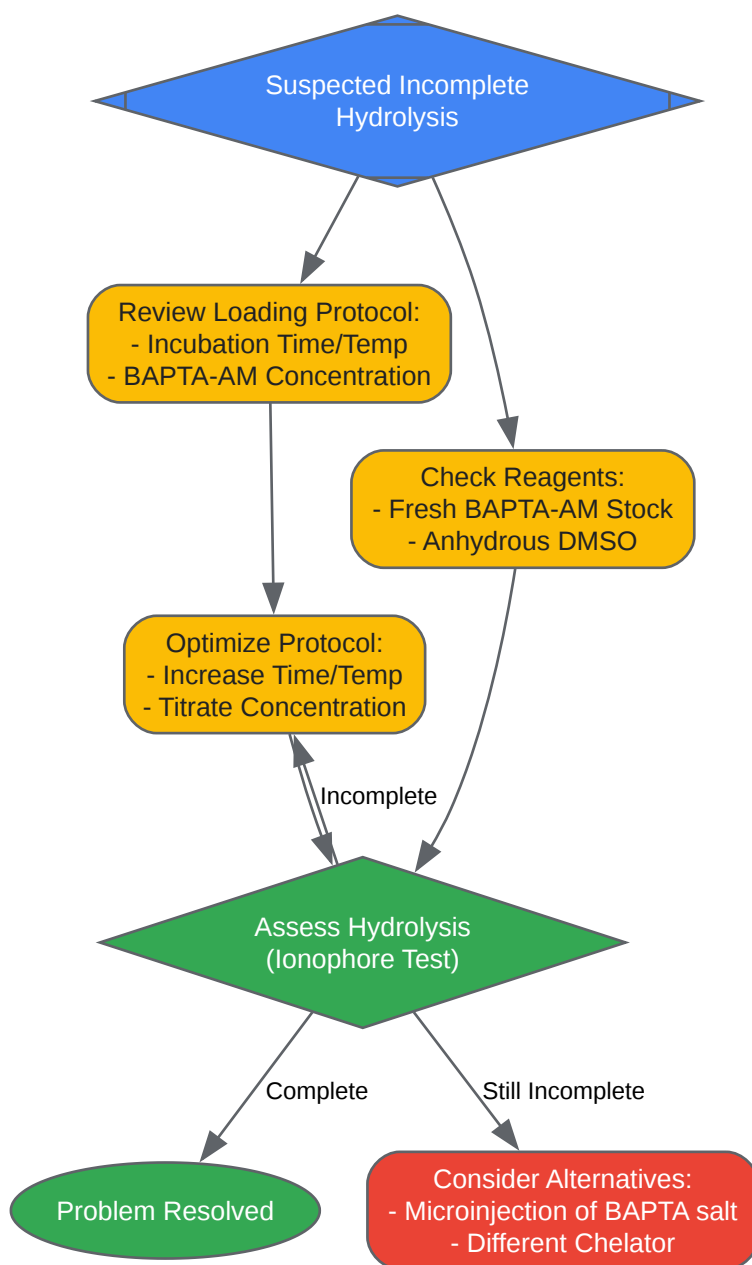 Suspected Incomplete
Hydrolysis
Review Loading Protocol:
- Incubation Time/Temp
- BAPTA-AM Concentration
Check Reagents:
- Fresh BAPTA-AM Stock
- Anhydrous DMSO
Optimize Protocol:
- Increase Time/Temp
- Titrate Concentration
Incomplete
Assess Hydrolysis
(Ionophore Test)
Complete
Still Incomplete
Problem Resolved
Consider Alternatives:
- Microinjection of BAPTA salt
- Different Chelator